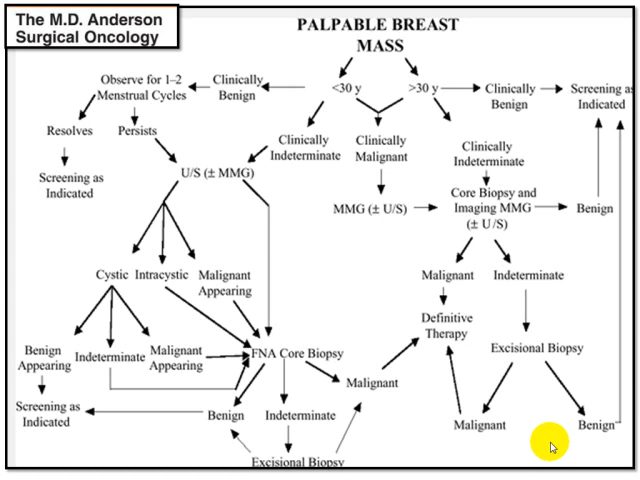 The M.D. Anderson
Surgical Oncology
PALPABLE BREAST
MASS
Observe for 1–2
Menstrual Cycles
Clinically
Benign
<30 y
>30 y
Clinically
Benign
Screening as
Indicated
Resolves
Persists
Clinically
Indeterminate
Clinically
Malignant
Clinically
Indeterminate
Screening as
Indicated
U/S (± MMG)
MMG (± U/S)
Core Biopsy and
Imaging MMG
(± U/S)
Benign
Cystic
Intracystic
Malignant
Appearing
Malignant
Indeterminate
Definitive
Therapy
Benign
Appearing
Indeterminate
Malignant
Appearing
FNA Core Biopsy
Excisional Biopsy
Malignant
Screening as
Indicated
Benign
Indeterminate
Malignant
Benign
Excisional Biopsy